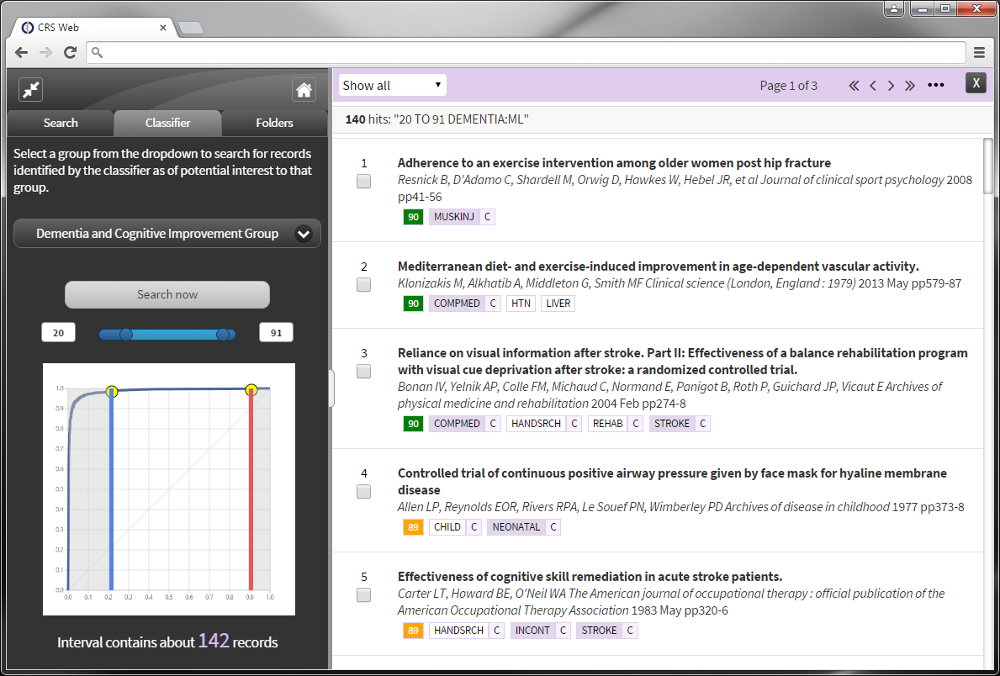 CRS Web
Search
Classifier
Folders
Select a group from the dropdown to search for records
identified by the classifier as of potential interest to that
group.
Dementia and Cognitive Improvement Group
Search now
20
91
1.0
0.9
0.8
0.7
0.6
0.5
0.4
0.3
0.2
0.1
0.0
0.0 0.1 0.2 0.3 0.4 0.5 0.6 0.7 0.8 0.9 1.0
Interval contains about 142 records
Show all
Page 1 of 3
X
140 hits: "20 TO 91 DEMENTIA:ML"
1
Adherence to an exercise intervention among older women post hip fracture
Resnick B, D'Adamo C, Shardell M, Orwig D, Hawkes W, Hebel JR, et al Journal of clinical sport psychology 2008
pp41-56
90 MUSKINJ C
2
Mediterranean diet- and exercise-induced improvement in age-dependent vascular activity.
Klonizakis M, Alkhatib A, Middleton G, Smith MF Clinical science (London, England : 1979) 2013 May pp579-87
90 COMPMED C HTN LIVER
3
Reliance on visual information after stroke. Part II: Effectiveness of a balance rehabilitation program
with visual cue deprivation after stroke: a randomized controlled trial.
Bonan IV, Yelnik AP, Colle FM, Michaud C, Normand E, Panigot B, Roth P, Guichard JP, Vicaut E Archives of
physical medicine and rehabilitation 2004 Feb pp274-8
90 COMPMED C HANDSRCH C REHAB C STROKE C
4
Controlled trial of continuous positive airway pressure given by face mask for hyaline membrane
disease
Allen LP, Reynolds EOR, Rivers RPA, Le Souef PN, Wimberley PD Archives of disease in childhood 1977 pp373-8
89 CHILD C NEONATAL C
5
Effectiveness of cognitive skill remediation in acute stroke patients.
Carter LT, Howard BE, O'Neil WA The American journal of occupational therapy : official publication of the
American Occupational Therapy Association 1983 May pp320-6
89 HANDSRCH C INCONT C STROKE C